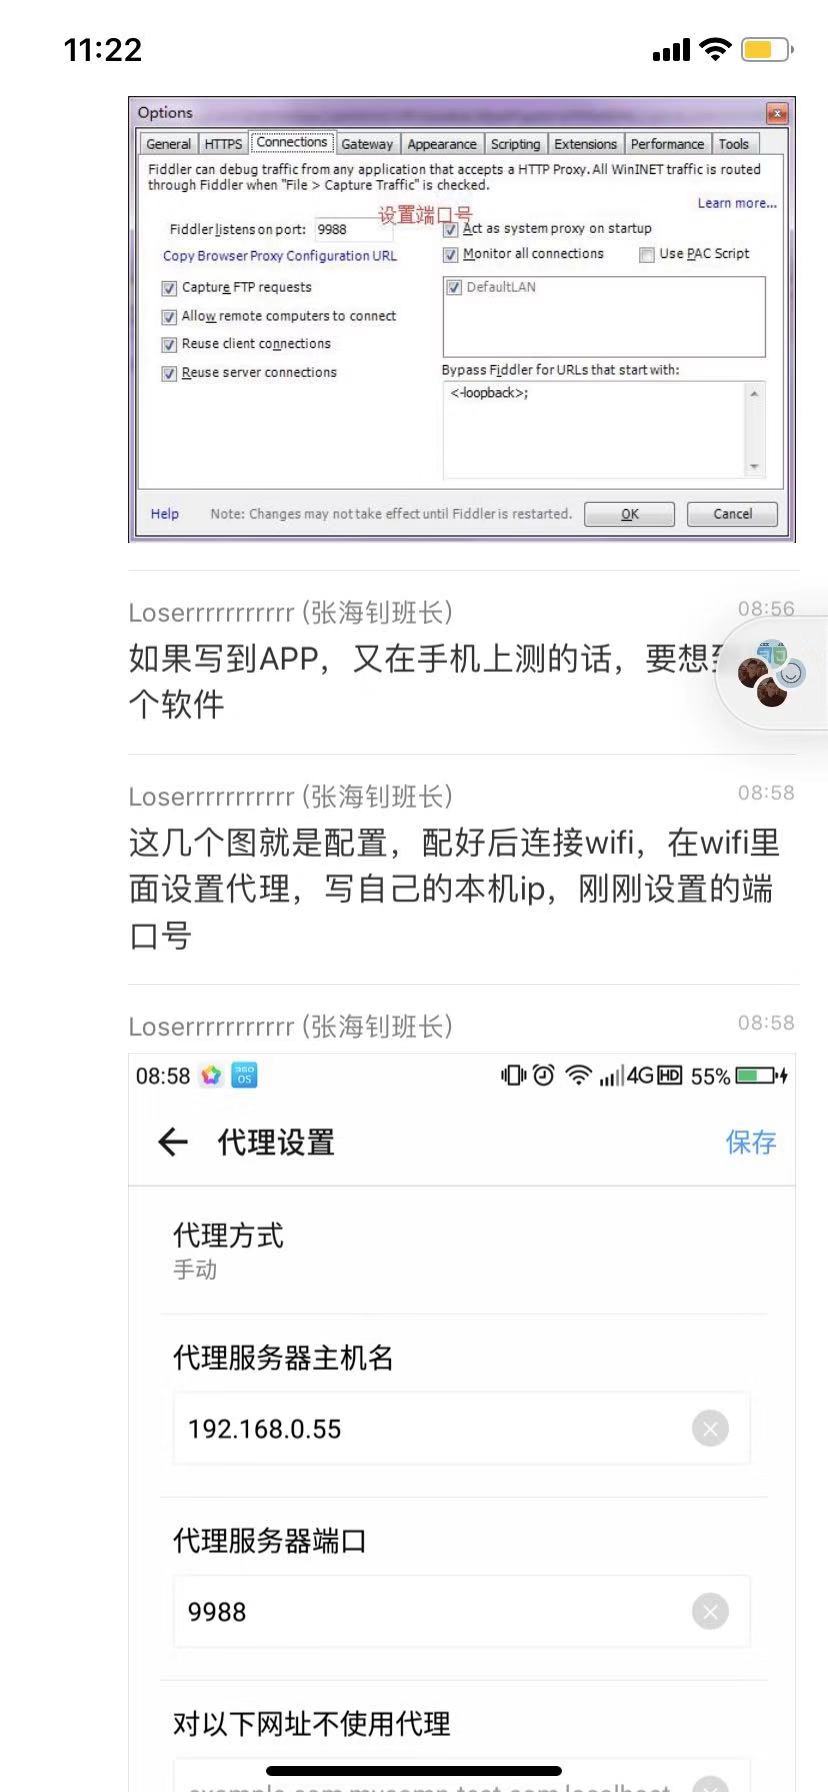 11:22
Options
General HTTPS Connections Gateway Appearance Scripting Extensions Performance Tools
Fiddler can debug traffic from any application that accepts a HTTP Proxy. All WinINET traffic is routed
through Fiddler when "File > Capture Traffic" is checked.
Learn more...
设置端口号
Fiddler listens on port: 9988
Act as system proxy on startup
Copy Browser Proxy Configuration URL
Monitor all connections
Use PAC Script
Capture FTP requests
DefaultLAN
Allow remote computers to connect
Reuse client connections
Reuse server connections
Bypass Fiddler for URLs that start with:
<-loopback>;
Help
Note: Changes may not take effect until Fiddler is restarted.
OK
Cancel
Loserrrrrrrrrrr (张海钊班长)
08:56
如果写到APP，又在手机上测的话，要想
个软件
Loserrrrrrrrrrr (张海钊班长)
08:58
这几个图就是配置，配好后连接wifi，在wifi里
面设置代理，写自己的本机ip，刚刚设置的端
口号
Loserrrrrrrrrrr (张海钊班长)
08:58
08:58 360 OS 4G HD 55%
代理设置
保存
代理方式
手动
代理服务器主机名
192.168.0.55
代理服务器端口
9988
对以下网址不使用代理